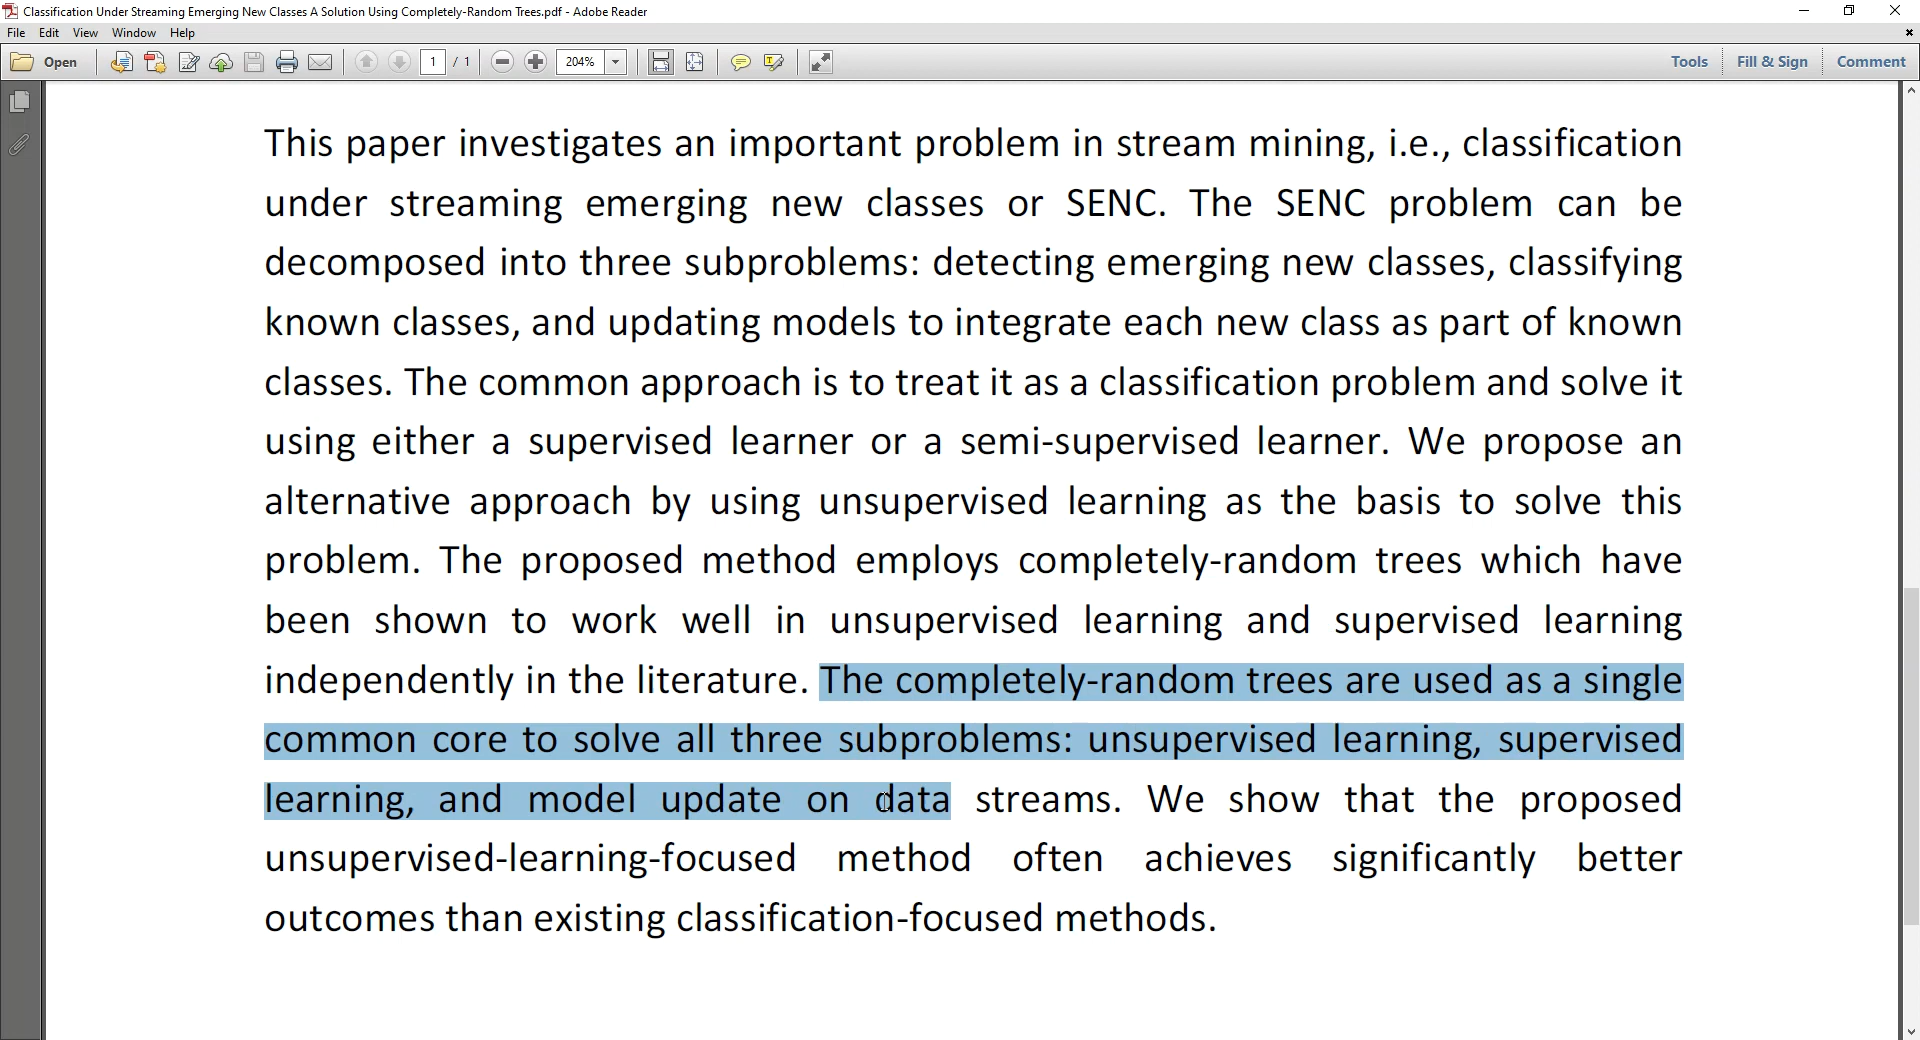 Classification Under Streaming Emerging New Classes A Solution Using Completely-Random Trees.pdf - Adobe Reader
File Edit View Window Help
Open 1 / 1 204% Tools Fill & Sign Comment
This paper investigates an important problem in stream mining, i.e., classification
under streaming emerging new classes or SENC. The SENC problem can be
decomposed into three subproblems: detecting emerging new classes, classifying
known classes, and updating models to integrate each new class as part of known
classes. The common approach is to treat it as a classification problem and solve it
using either a supervised learner or a semi-supervised learner. We propose an
alternative approach by using unsupervised learning as the basis to solve this
problem. The proposed method employs completely-random trees which have
been shown to work well in unsupervised learning and supervised learning
independently in the literature. The completely-random trees are used as a single
common core to solve all three subproblems: unsupervised learning, supervised
learning, and model update on data streams. We show that the proposed
unsupervised-learning-focused method often achieves significantly better
outcomes than existing classification-focused methods.